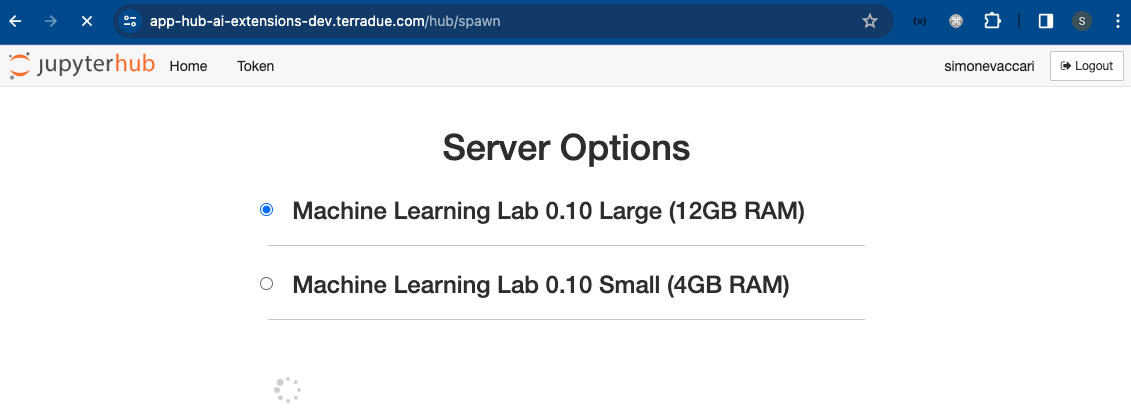 app-hub-ai-extensions-dev.terradue.com/hub/spawn
S
jupyterhub Home Token simonevaccari Logout
Server Options
Machine Learning Lab 0.10 Large (12GB RAM)
Machine Learning Lab 0.10 Small (4GB RAM)